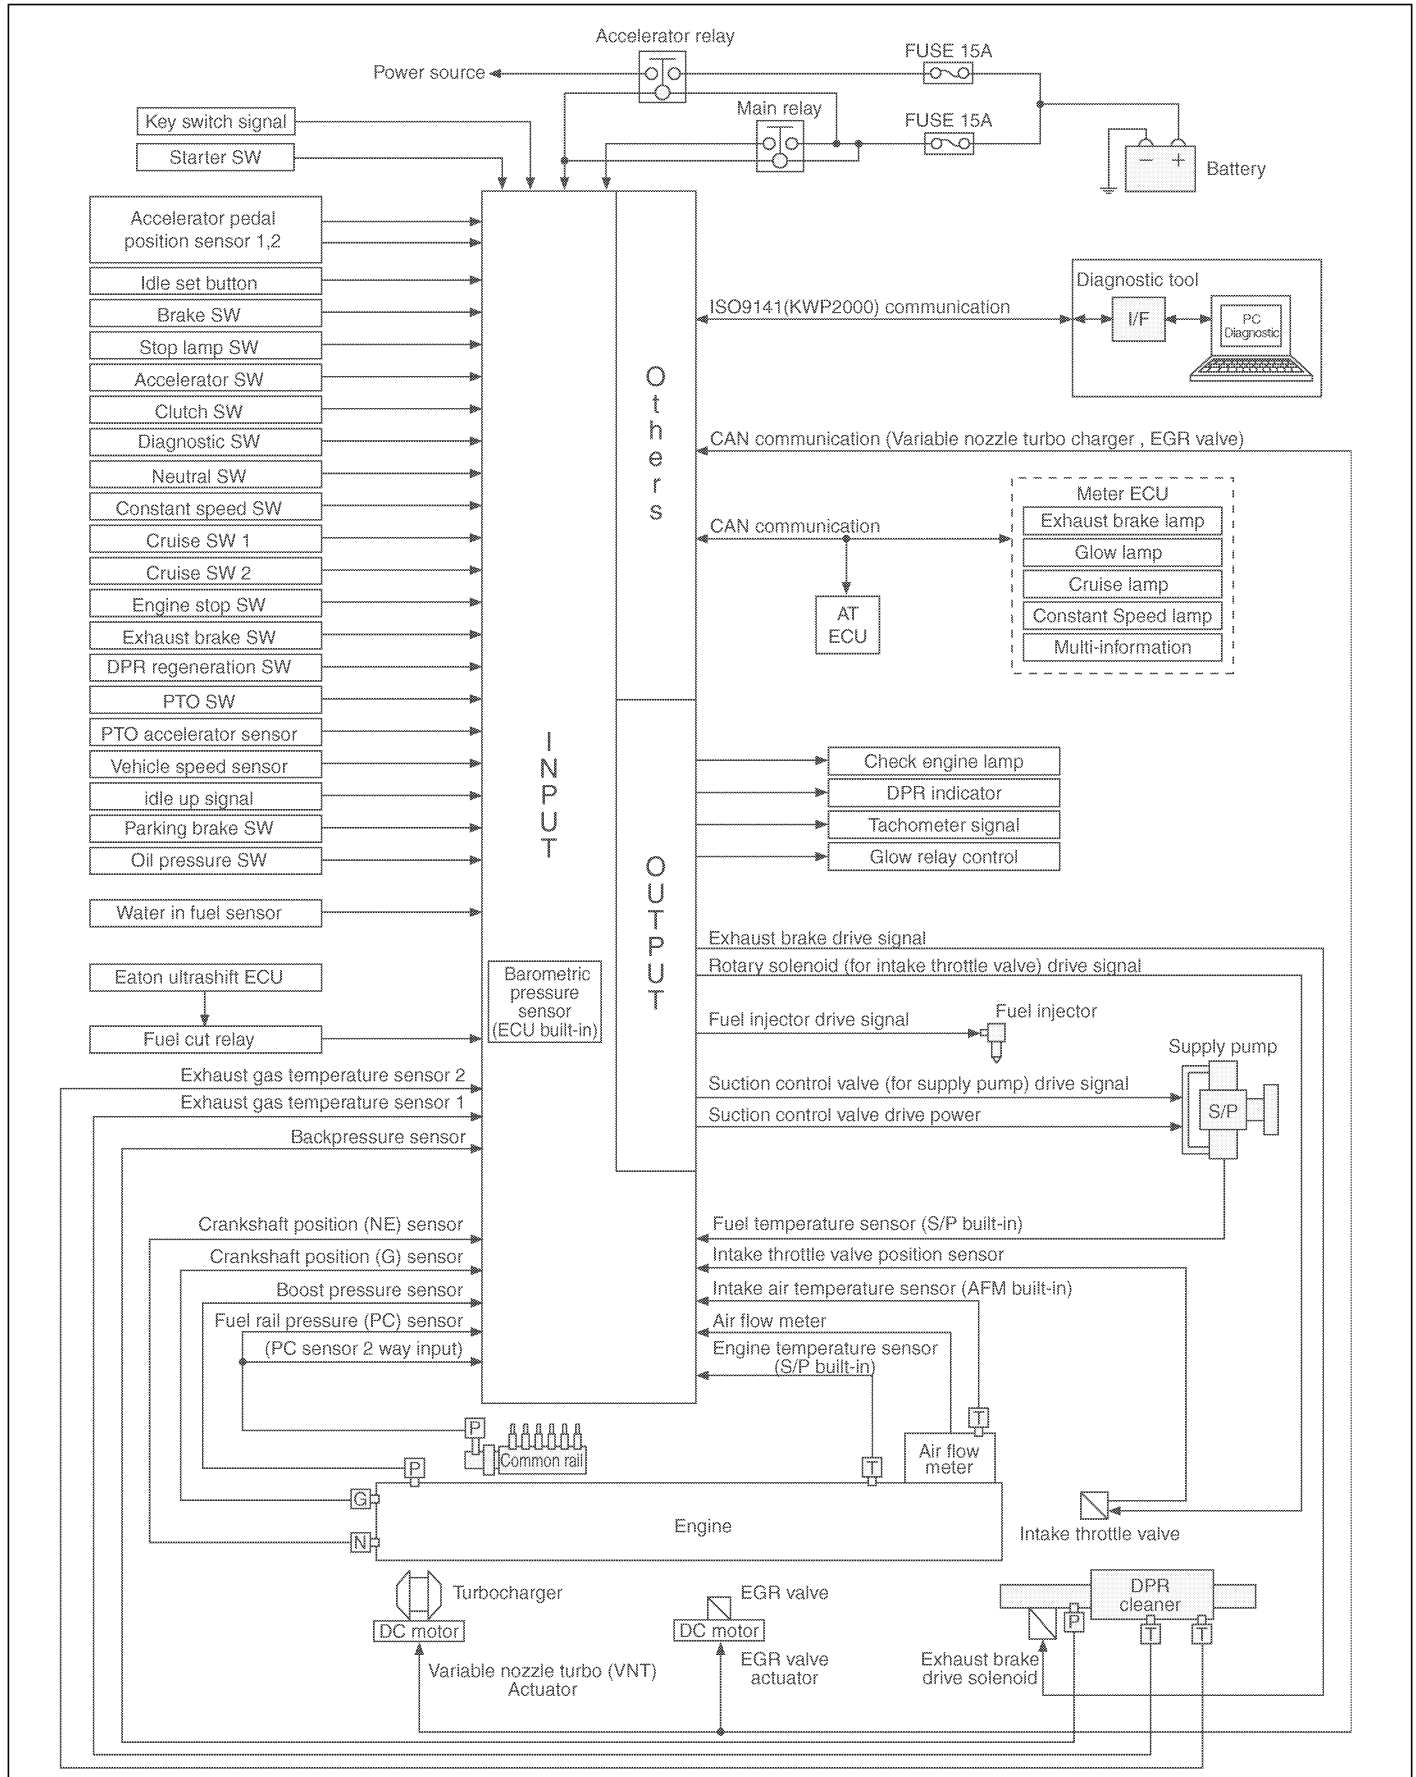 Accelerator relay
Power source
FUSE 15A
Main relay
FUSE 15A
Key switch signal
Starter SW
− +
Battery
Accelerator pedal
position sensor 1,2
Idle set button
Brake SW
Stop lamp SW
Accelerator SW
Clutch SW
Diagnostic SW
Neutral SW
Constant speed SW
Cruise SW 1
Cruise SW 2
Engine stop SW
Exhaust brake SW
DPR regeneration SW
PTO SW
PTO accelerator sensor
Vehicle speed sensor
idle up signal
Parking brake SW
Oil pressure SW
Water in fuel sensor
Eaton ultrashift ECU
Fuel cut relay
INPUT
Others
OUTPUT
Barometric
pressure
sensor
(ECU built-in)
ISO9141(KWP2000) communication
Diagnostic tool
I/F
PC
Diagnostic
CAN communication (Variable nozzle turbo charger , EGR valve)
CAN communication
AT
ECU
Meter ECU
Exhaust brake lamp
Glow lamp
Cruise lamp
Constant Speed lamp
Multi-information
Check engine lamp
DPR indicator
Tachometer signal
Glow relay control
Exhaust brake drive signal
Rotary solenoid (for intake throttle valve) drive signal
Fuel injector drive signal
Fuel injector
Supply pump
S/P
Suction control valve (for supply pump) drive signal
Suction control valve drive power
Exhaust gas temperature sensor 2
Exhaust gas temperature sensor 1
Backpressure sensor
Crankshaft position (NE) sensor
Crankshaft position (G) sensor
Boost pressure sensor
Fuel rail pressure (PC) sensor
(PC sensor 2 way input)
Fuel temperature sensor (S/P built-in)
Intake throttle valve position sensor
Intake air temperature sensor (AFM built-in)
Air flow meter
Engine temperature sensor
(S/P built-in)
P
Common rail
P
T
T
Air flow
meter
G
N
Engine
Intake throttle valve
Turbocharger
DC motor
Variable nozzle turbo (VNT)
Actuator
EGR valve
DC motor
EGR valve
actuator
DPR
cleaner
P
T
T
Exhaust brake
drive solenoid